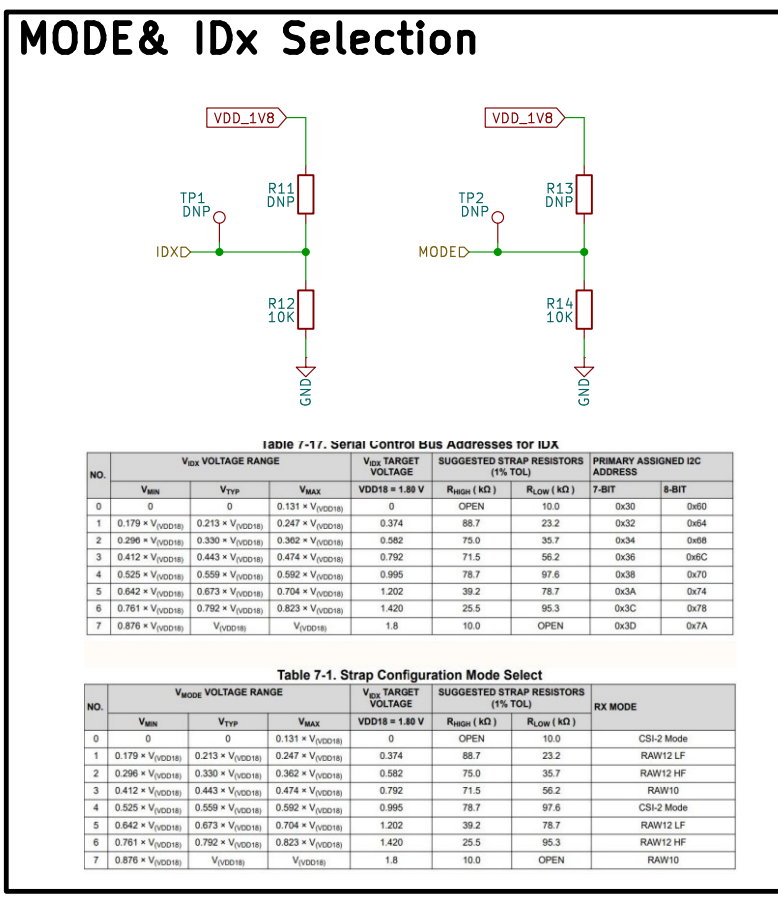 MODE& IDx Selection
VDD_1V8 VDD_1V8
R11 R13
DNP DNP
TP1 TP2
DNP DNP
IDX MODE
R12 R14
10K 10K
GND GND
Table 7-17. Serial Control Bus Addresses for IDX
NO. VIDX VOLTAGE RANGE VIDX TARGET VOLTAGE SUGGESTED STRAP RESISTORS (1% TOL) PRIMARY ASSIGNED I2C ADDRESS
VMIN VTYP VMAX VDD18 = 1.80 V RHIGH ( kΩ ) RLOW ( kΩ ) 7-BIT 8-BIT
0 0 0 0.131 × V(VDD18) 0 OPEN 10.0 0x30 0x60
1 0.179 × V(VDD18) 0.213 × V(VDD18) 0.247 × V(VDD18) 0.374 88.7 23.2 0x32 0x64
2 0.296 × V(VDD18) 0.330 × V(VDD18) 0.362 × V(VDD18) 0.582 75.0 35.7 0x34 0x68
3 0.412 × V(VDD18) 0.443 × V(VDD18) 0.474 × V(VDD18) 0.792 71.5 56.2 0x36 0x6C
4 0.525 × V(VDD18) 0.559 × V(VDD18) 0.592 × V(VDD18) 0.995 78.7 97.6 0x38 0x70
5 0.642 × V(VDD18) 0.673 × V(VDD18) 0.704 × V(VDD18) 1.202 39.2 78.7 0x3A 0x74
6 0.761 × V(VDD18) 0.792 × V(VDD18) 0.823 × V(VDD18) 1.420 25.5 95.3 0x3C 0x78
7 0.876 × V(VDD18) V(VDD18) V(VDD18) 1.8 10.0 OPEN 0x3D 0x7A
Table 7-1. Strap Configuration Mode Select
NO. VMODE VOLTAGE RANGE VIDX TARGET VOLTAGE SUGGESTED STRAP RESISTORS (1% TOL) RX MODE
VMIN VTYP VMAX VDD18 = 1.80 V RHIGH ( kΩ ) RLOW ( kΩ )
0 0 0 0.131 × V(VDD18) 0 OPEN 10.0 CSI-2 Mode
1 0.179 × V(VDD18) 0.213 × V(VDD18) 0.247 × V(VDD18) 0.374 88.7 23.2 RAW12 LF
2 0.296 × V(VDD18) 0.330 × V(VDD18) 0.362 × V(VDD18) 0.582 75.0 35.7 RAW12 HF
3 0.412 × V(VDD18) 0.443 × V(VDD18) 0.474 × V(VDD18) 0.792 71.5 56.2 RAW10
4 0.525 × V(VDD18) 0.559 × V(VDD18) 0.592 × V(VDD18) 0.995 78.7 97.6 CSI-2 Mode
5 0.642 × V(VDD18) 0.673 × V(VDD18) 0.704 × V(VDD18) 1.202 39.2 78.7 RAW12 LF
6 0.761 × V(VDD18) 0.792 × V(VDD18) 0.823 × V(VDD18) 1.420 25.5 95.3 RAW12 HF
7 0.876 × V(VDD18) V(VDD18) V(VDD18) 1.8 10.0 OPEN RAW10